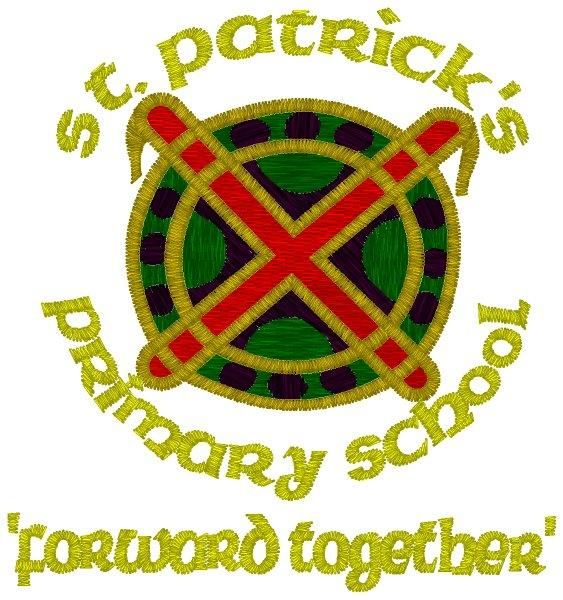 st. patrick's
primary school
'forward together'